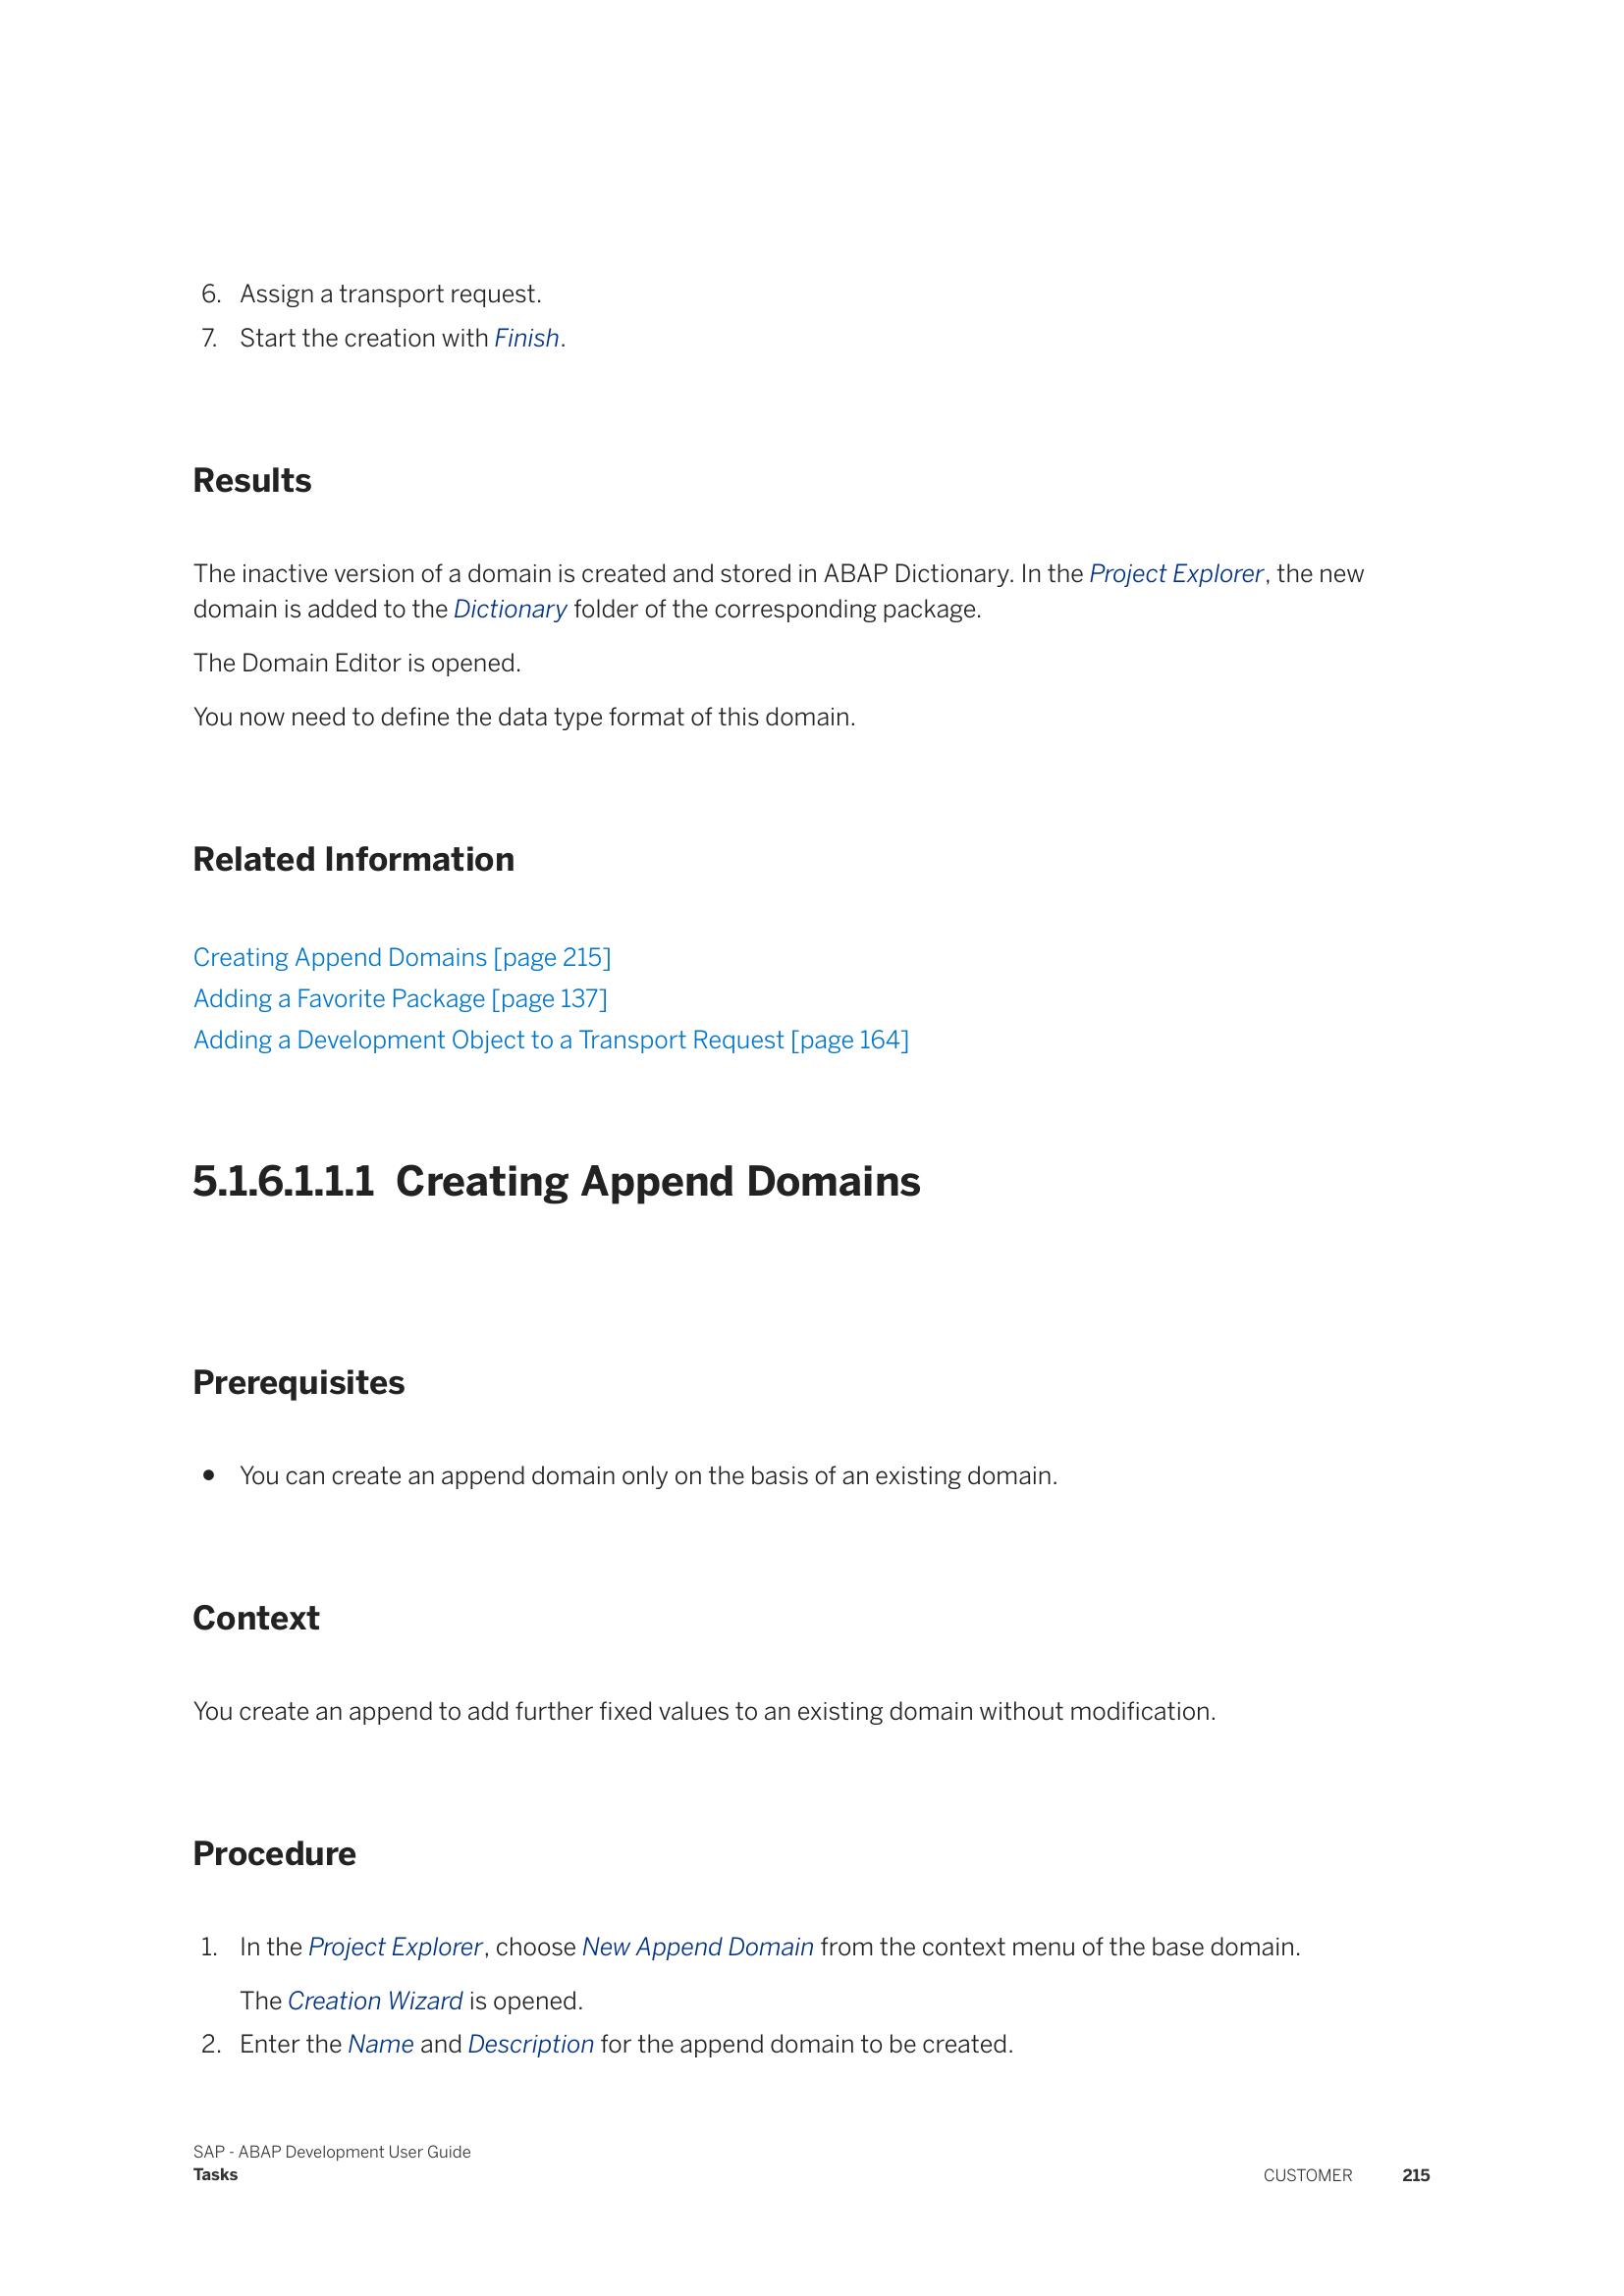 6. Assign a transport request.
7. Start the creation with Finish.
Results
The inactive version of a domain is created and stored in ABAP Dictionary. In the Project Explorer, the new
domain is added to the Dictionary folder of the corresponding package.
The Domain Editor is opened.
You now need to define the data type format of this domain.
Related Information
Creating Append Domains [page 215]
Adding a Favorite Package [page 137]
Adding a Development Object to a Transport Request [page 164]
5.1.6.1.1.1 Creating Append Domains
Prerequisites
• You can create an append domain only on the basis of an existing domain.
Context
You create an append to add further fixed values to an existing domain without modification.
Procedure
1. In the Project Explorer, choose New Append Domain from the context menu of the base domain.
The Creation Wizard is opened.
2. Enter the Name and Description for the append domain to be created.
SAP - ABAP Development User Guide
Tasks
CUSTOMER 215